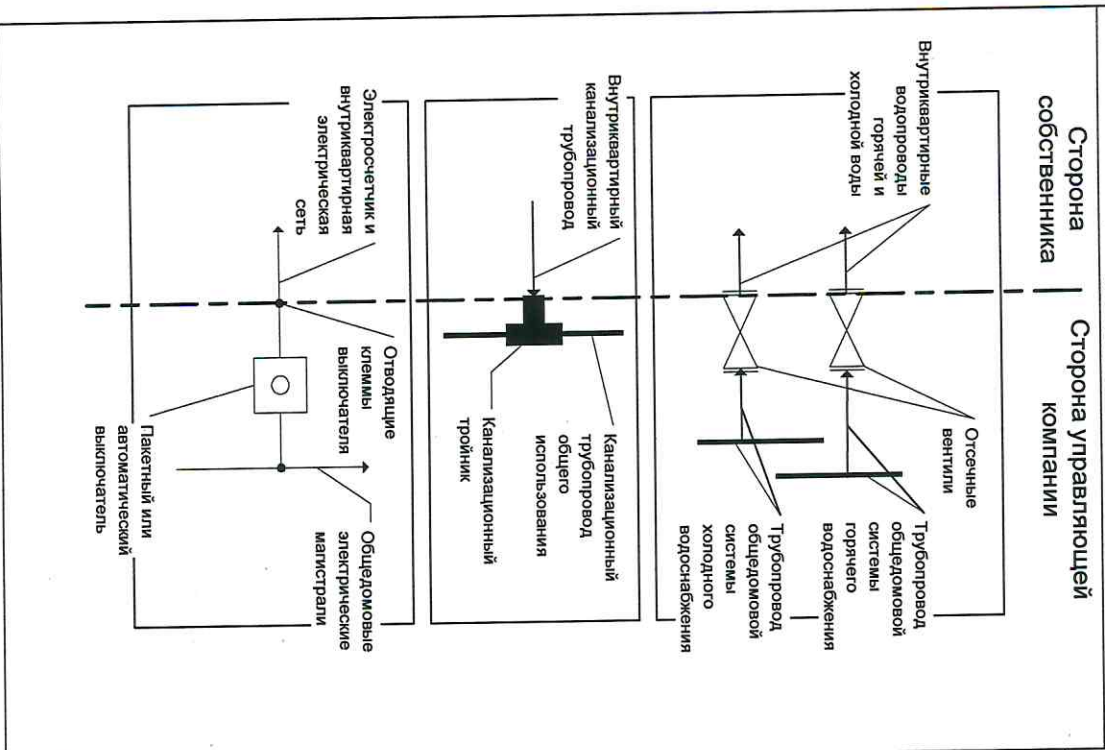 Сторона
собственника
Сторона управляющей
компании
Внутриквартирные
водопроводы
горячей и
холодной воды
Отсечные
вентили
Трубопровод
общедомовой
системы
горячего
водоснабжения
Трубопровод
общедомовой
системы
холодного
водоснабжения
Внутриквартирный
канализационный
трубопровод
Канализационный
трубопровод
общего
использования
Канализационный
тройник
Электросчетчик и
внутриквартирная
электрическая
сеть
Отводящие
клеммы
выключателя
Общедомовые
электрические
магистрали
Пакетный или
автоматический
выключатель